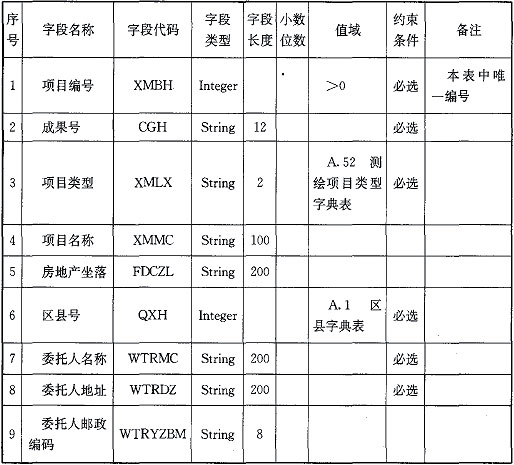 序号 字段名称 字段代码 字段类型 字段长度 小数位数 值域 约束条件 备注
1 项目编号 XMBH Integer >0 必选 本表中唯一编号
2 成果号 CGH String 12 必选
3 项目类型 XMLX String 2 A.52 测绘项目类型字典表 必选
4 项目名称 XMMC String 100
5 房地产坐落 FDCZL String 200
6 区县号 QXH Integer A.1 区县字典表 必选
7 委托人名称 WTRMC String 200 必选
8 委托人地址 WTRDZ String 200 必选
9 委托人邮政编码 WTRYZBM String 8